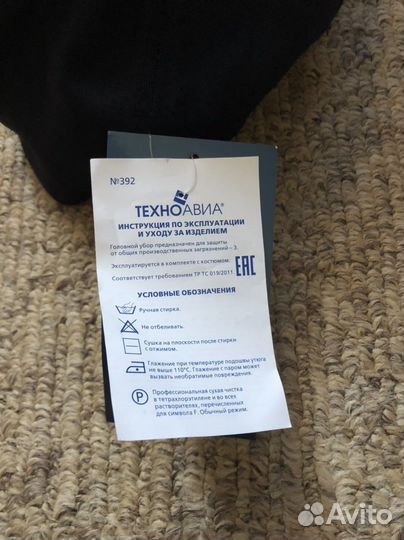 №392
ТЕХНОАВИА®
ИНСТРУКЦИЯ ПО ЭКСПЛУАТАЦИИ
И УХОДУ ЗА ИЗДЕЛИЕМ
Головной убор предназначен для защиты
от общих производственных загрязнений – З.
Эксплуатируется в комплекте с костюмом.
Соответствует требованиям ТР ТС 019/2011
EAC
УСЛОВНЫЕ ОБОЗНАЧЕНИЯ
Ручная стирка.
Не отбеливать.
Сушка на плоскости после стирки
с отжимом.
Глажение при температуре подошвы утюга
не выше 110°С. Глажение с паром может
вызвать необратимые повреждения.
P
Профессиональная сухая чистка
в тетрахлорэтилене и во всех
растворителях, перечисленных
для символа F. Обычный режим.
Avito